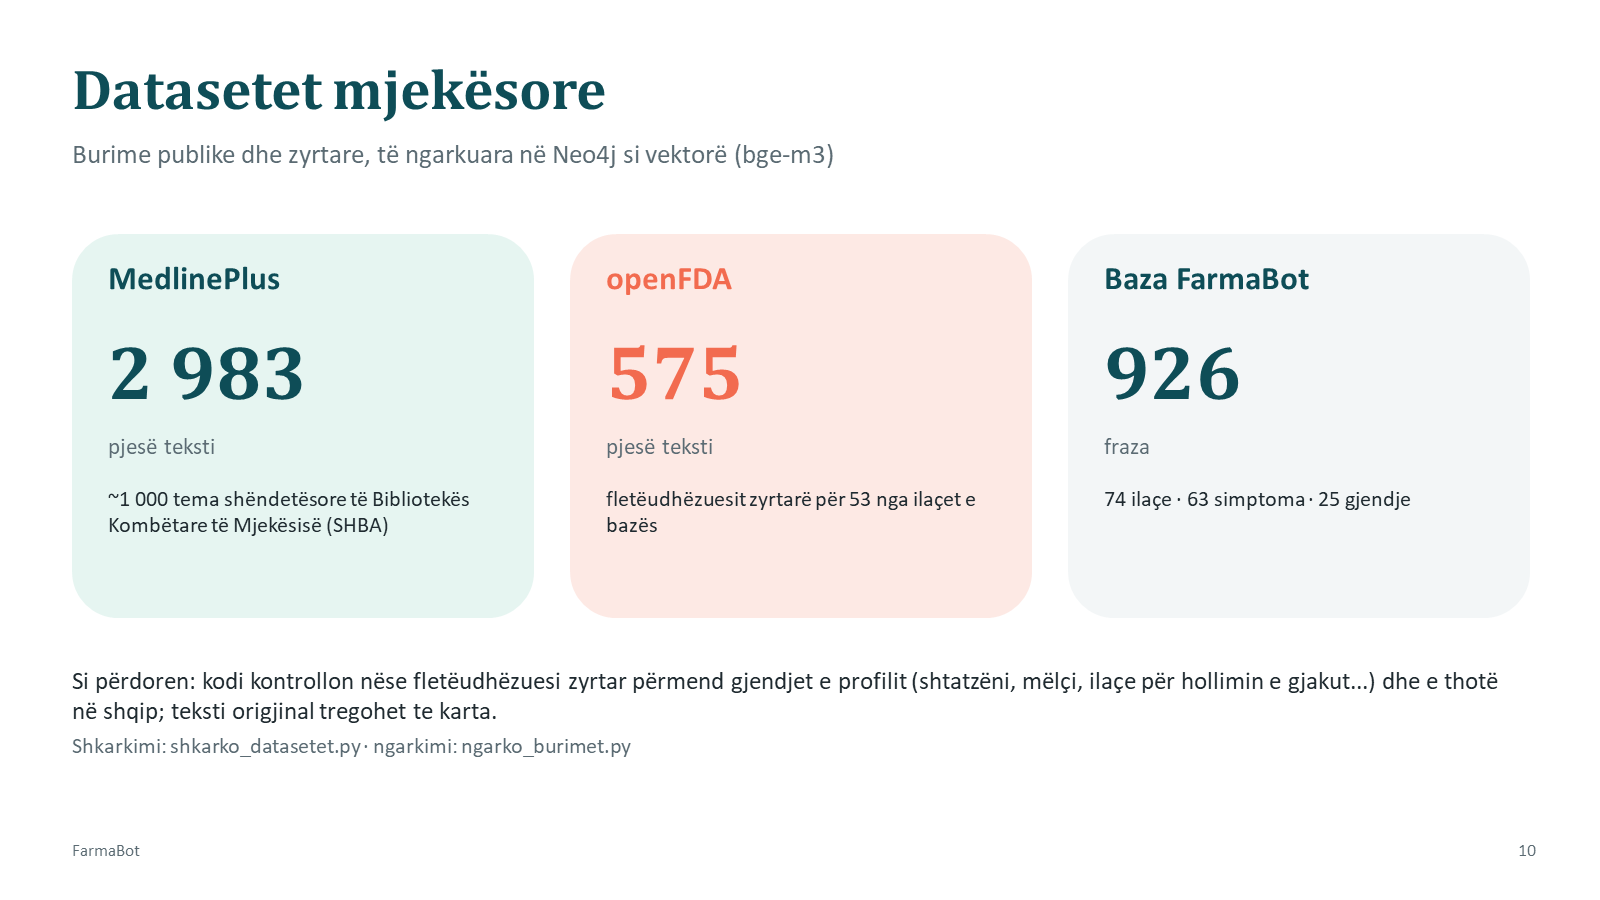 Datasetet mjekësore
Burime publike dhe zyrtare, të ngarkuara në Neo4j si vektorë (bge-m3)
MedlinePlus
2 983
pjesë teksti
~1 000 tema shëndetësore të Bibliotekës
Kombëtare të Mjekësisë (SHBA)
openFDA
575
pjesë teksti
fletëudhëzuesit zyrtarë për 53 nga ilaçet e
bazës
Baza FarmaBot
926
fraza
74 ilaçe · 63 simptoma · 25 gjendje
Si përdoren: kodi kontrollon nëse fletëudhëzuesi zyrtar përmend gjendjet e profilit (shtatzëni, mëlçi, ilaçe për hollimin e gjakut...) dhe e thotë
në shqip; teksti origjinal tregohet te karta.
Shkarkimi: shkarko_datasetet.py · ngarkimi: ngarko_burimet.py
FarmaBot
10